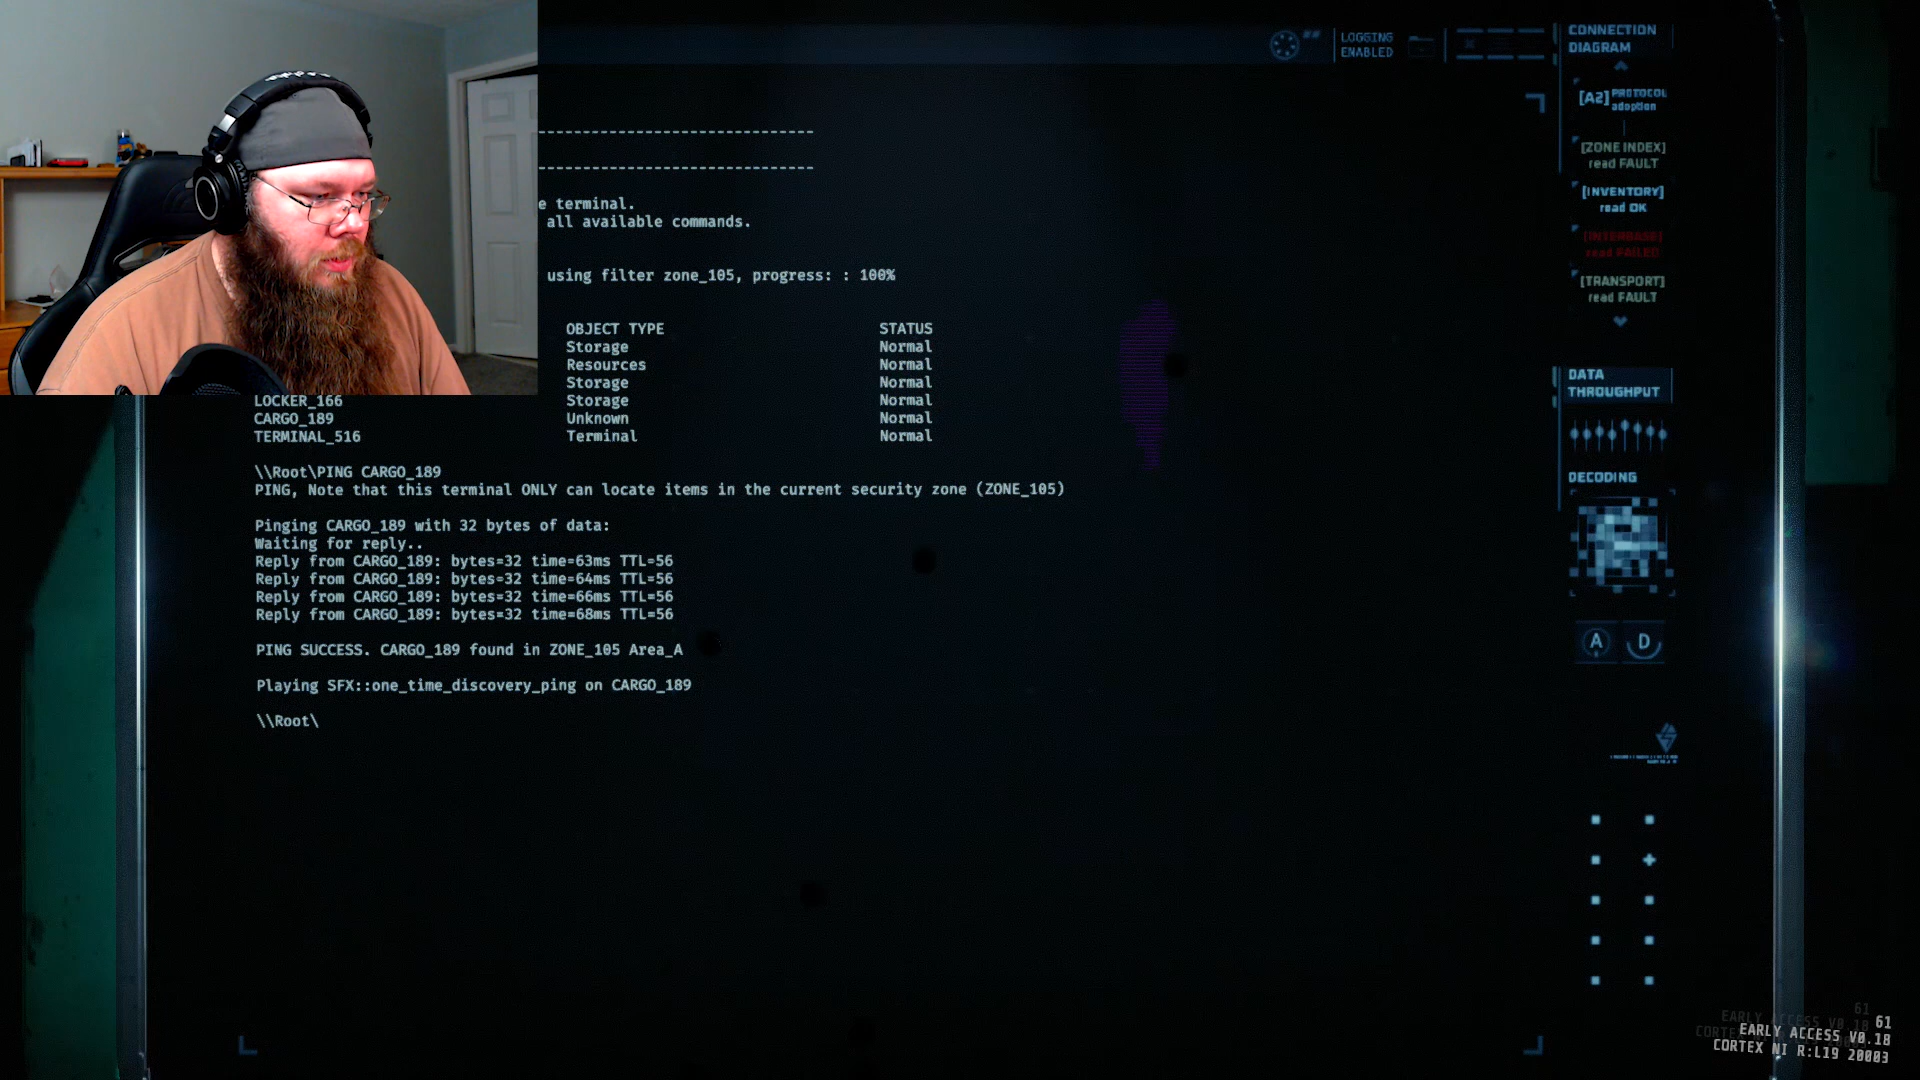 LOGGING
ENABLED
CONNECTION
DIAGRAM
[A2] PROTOCOL
adoption
[ZONE INDEX]
read FAULT
[INVENTORY]
read OK
[INTERBASE]
read FAILED
[TRANSPORT]
read FAULT
DATA
THROUGHPUT
DECODING
A D
--------------------------------
--------------------------------
e terminal.
all available commands.
using filter zone_105, progress: : 100%
OBJECT TYPE STATUS
Storage Normal
Resources Normal
Storage Normal
LOCKER_166 Storage Normal
CARGO_189 Unknown Normal
TERMINAL_516 Terminal Normal
\\Root\PING CARGO_189
PING, Note that this terminal ONLY can locate items in the current security zone (ZONE_105)
Pinging CARGO_189 with 32 bytes of data:
Waiting for reply..
Reply from CARGO_189: bytes=32 time=63ms TTL=56
Reply from CARGO_189: bytes=32 time=64ms TTL=56
Reply from CARGO_189: bytes=32 time=66ms TTL=56
Reply from CARGO_189: bytes=32 time=68ms TTL=56
PING SUCCESS. CARGO_189 found in ZONE_105 Area_A
Playing SFX::one_time_discovery_ping on CARGO_189
\\Root\
61
EARLY ACCESS V0.18
CORTEX NI R:L19 20003